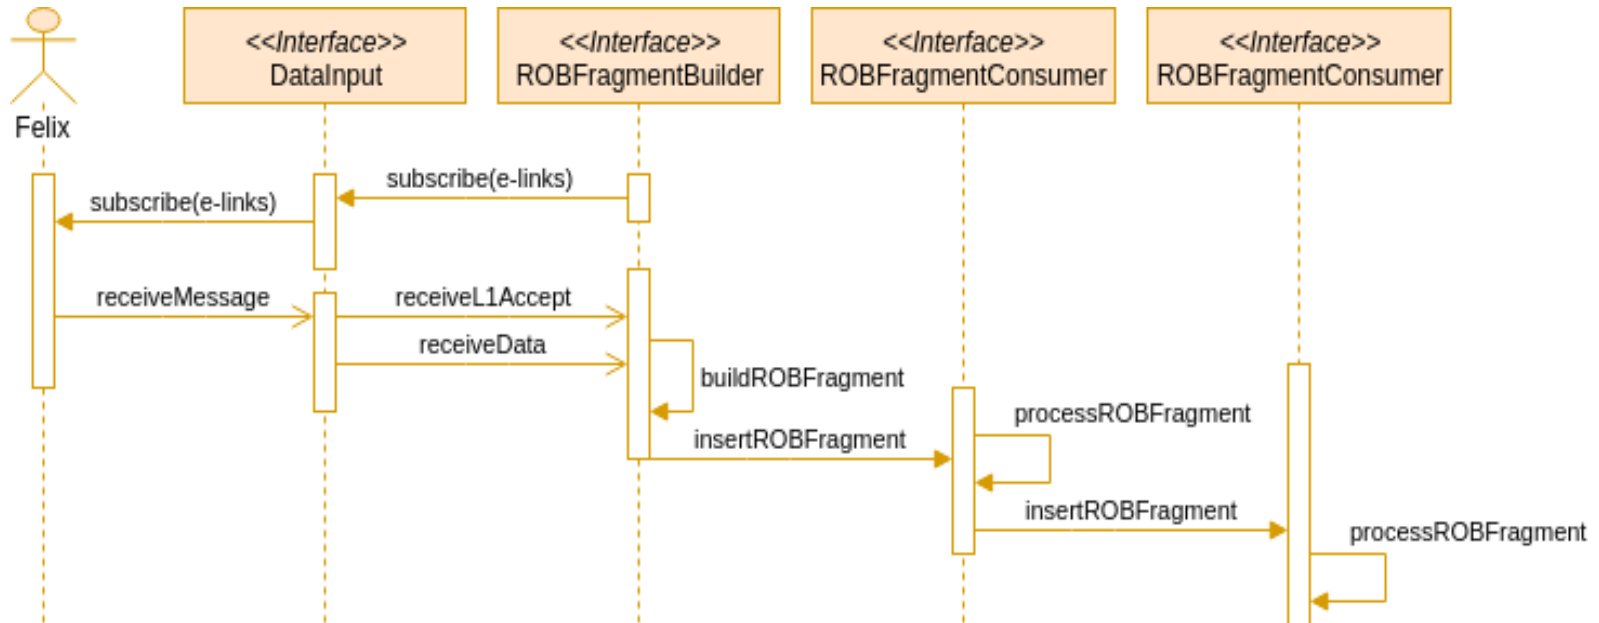 <<Interface>>
DataInput
<<Interface>>
ROBFragmentBuilder
<<Interface>>
ROBFragmentConsumer
<<Interface>>
ROBFragmentConsumer
Felix
subscribe(e-links)
subscribe(e-links)
receiveMessage
receiveL1Accept
receiveData
buildROBFragment
processROBFragment
insertROBFragment
insertROBFragment
processROBFragment